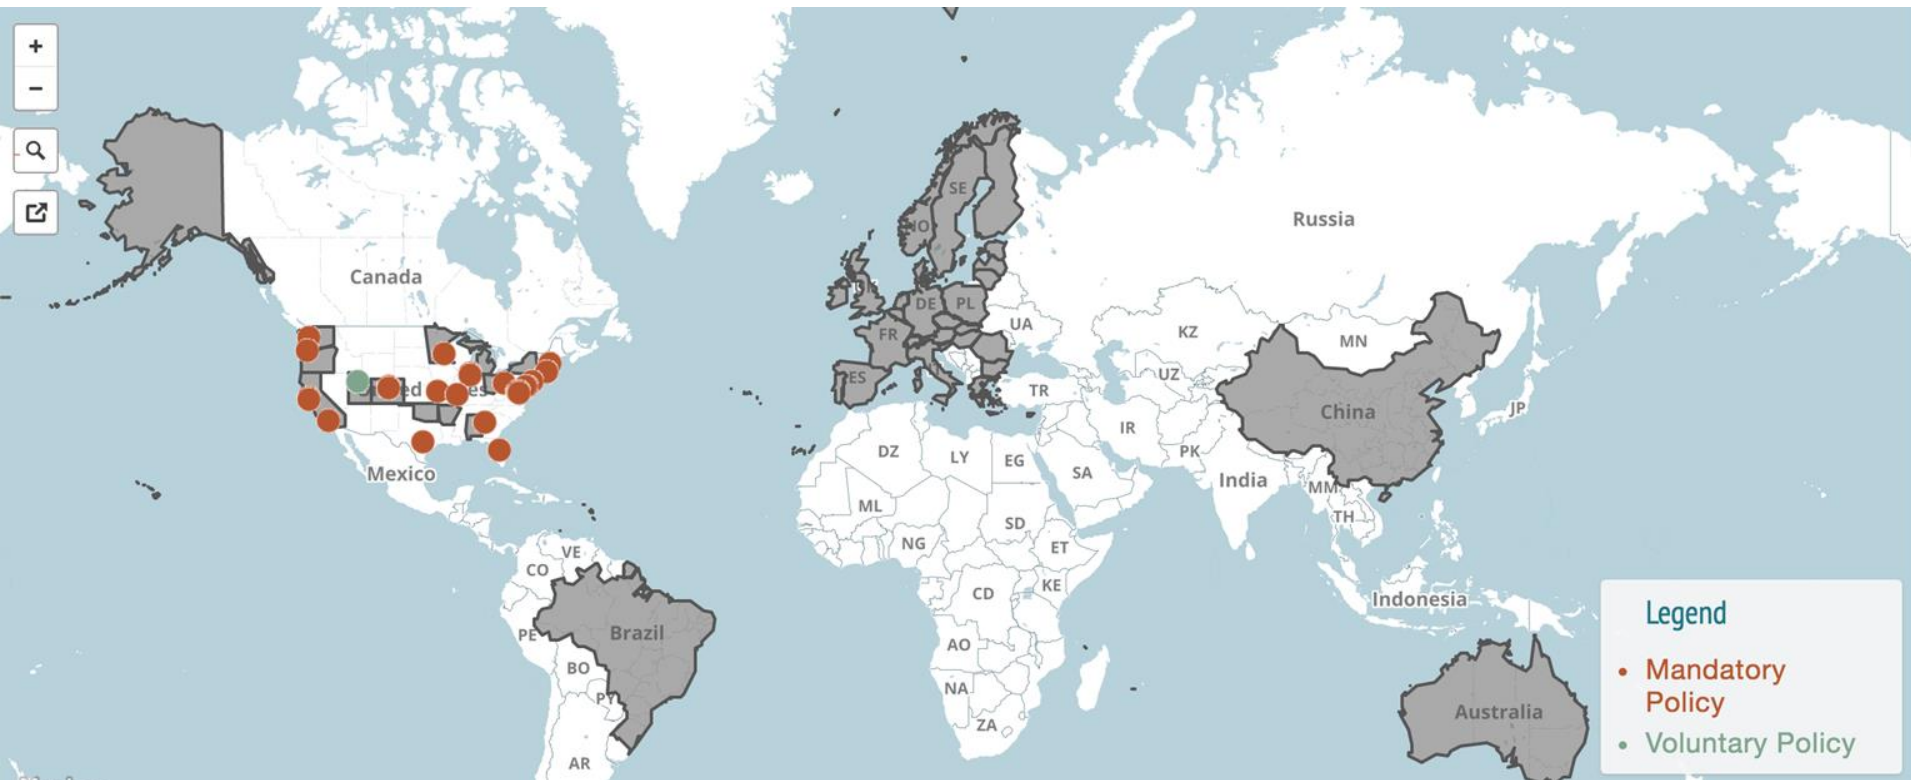 +
−
SE
NO
Russia
Canada
DE
PL
UA
FR
KZ
MN
ES
UZ
TR
China
JP
IR
PK
DZ
LY
EG
SA
India
Mexico
MM
ML
TH
SD
NG
ET
VE
CO
KE
CD
Indonesia
Legend
PE
Brazil
AO
BO
Mandatory
Policy
NA
PY
Australia
ZA
Voluntary Policy
AR